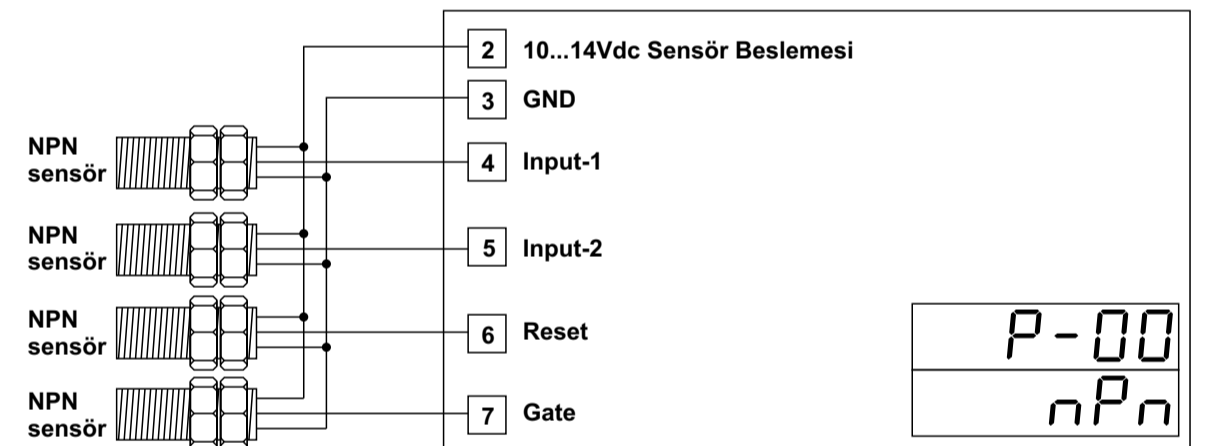 2 10...14Vdc Sensör Beslemesi
3 GND
NPN
sensör
4 Input-1
NPN
sensör
5 Input-2
NPN
sensör
6 Reset
P-00
nPn
NPN
sensör
7 Gate